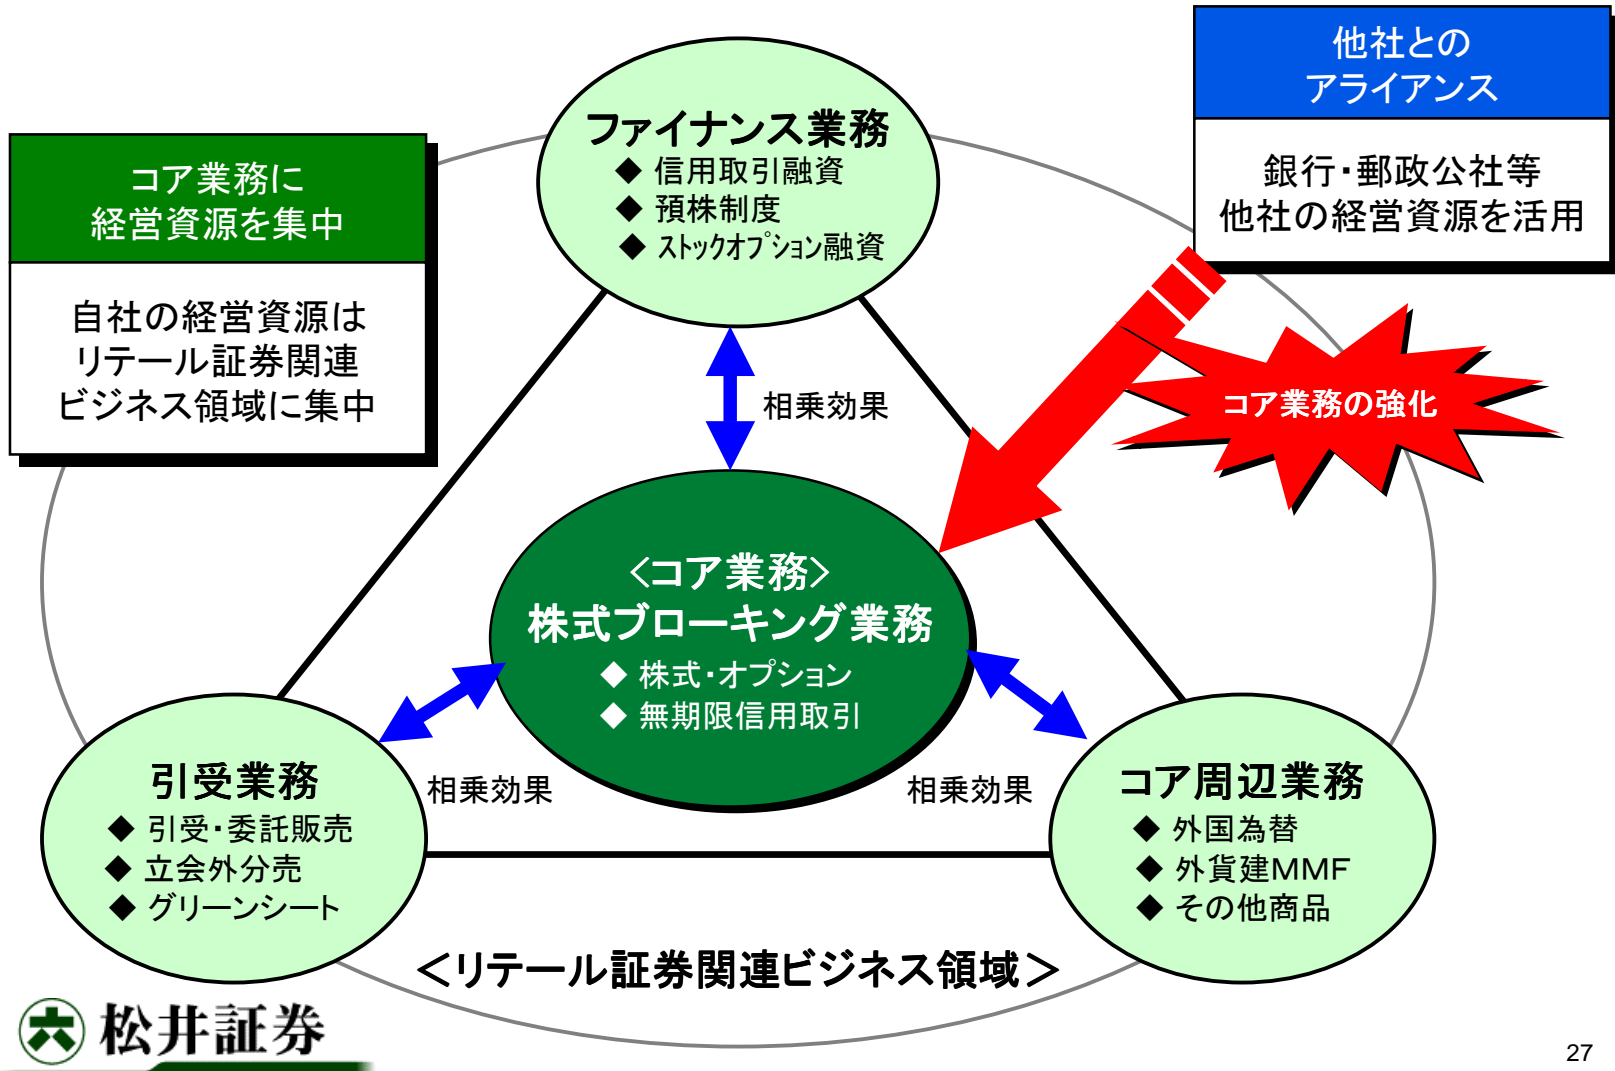 他社との
アライアンス
銀行・郵政公社等
他社の経営資源を活用
コア業務に
経営資源を集中
自社の経営資源は
リテール証券関連
ビジネス領域に集中
ファイナンス業務
◆ 信用取引融資
◆ 預株制度
◆ ストックオプション融資
コア業務の強化
相乗効果
<コア業務>
株式ブローキング業務
◆ 株式・オプション
◆ 無期限信用取引
引受業務
◆ 引受・委託販売
◆ 立会外分売
◆ グリーンシート
相乗効果
相乗効果
コア周辺業務
◆ 外国為替
◆ 外貨建MMF
◆ その他商品
<リテール証券関連ビジネス領域>
松井証券
27